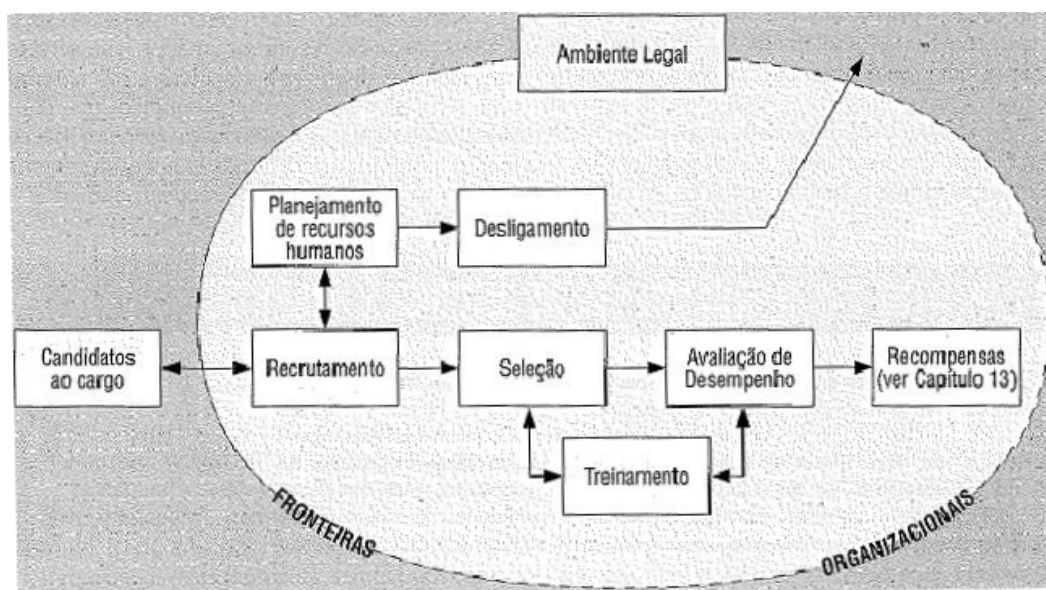 Ambiente Legal
Planejamento
de recursos
humanos
Desligamento
Candidatos
ao cargo
Recrutamento
Seleção
Avaliação de
Desempenho
Recompensas
(ver Capítulo 13)
Treinamento
FRONTEIRAS
ORGANIZACIONAIS